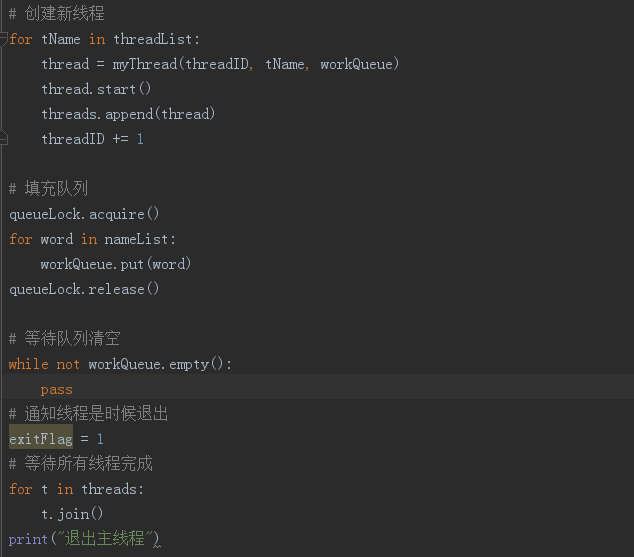 # 创建新线程
for tName in threadList:
    thread = myThread(threadID, tName, workQueue)
    thread.start()
    threads.append(thread)
    threadID += 1
# 填充队列
queueLock.acquire()
for word in nameList:
    workQueue.put(word)
queueLock.release()
# 等待队列清空
while not workQueue.empty():
    pass
# 通知线程是时候退出
exitFlag = 1
# 等待所有线程完成
for t in threads:
    t.join()
print("退出主线程")